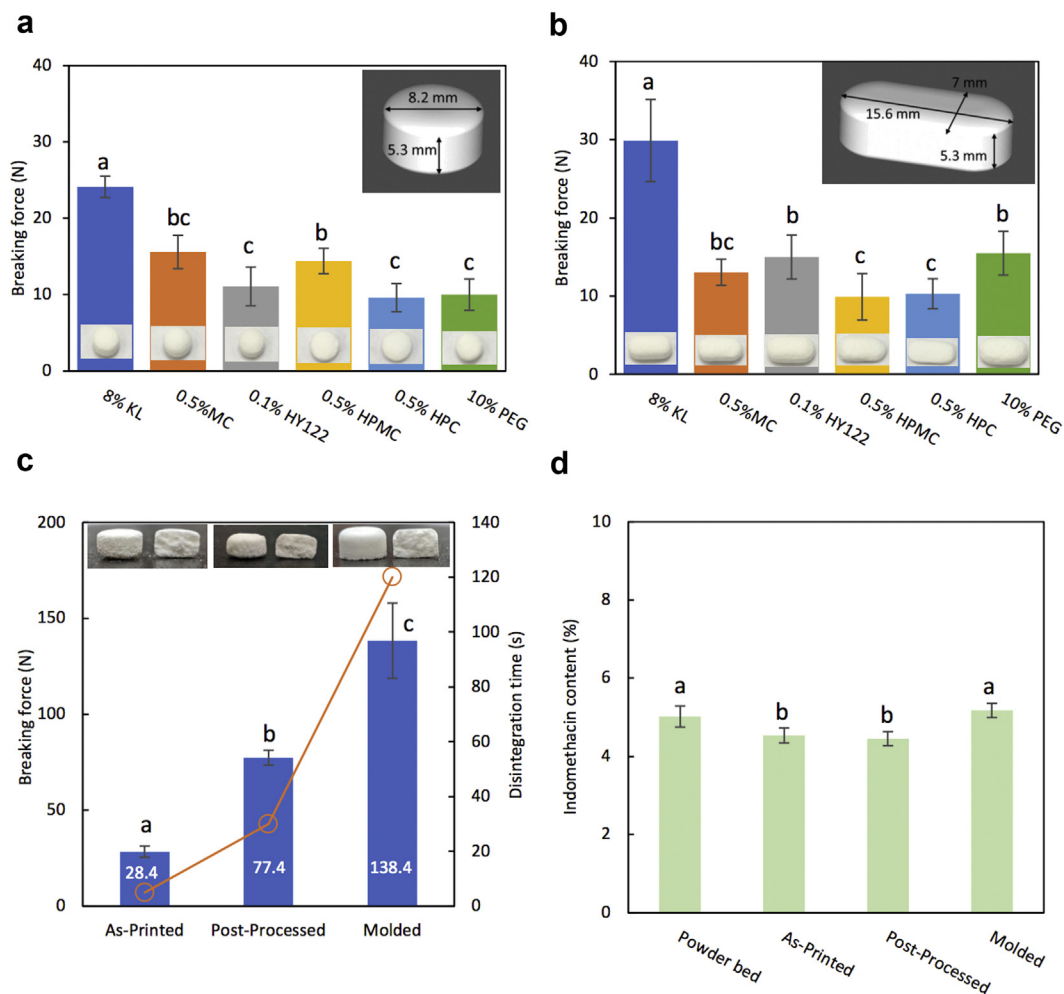 a
40
30
20
10
0
Breaking force (N)
8.2 mm
5.3 mm
a
bc
c
b
c
c
8% KL
0.5%MC
0.1% HY122
0.5% HPMC
0.5% HPC
10% PEG
b
40
30
20
10
0
Breaking force (N)
7 mm
15.6 mm
5.3 mm
a
bc
b
c
c
b
8% KL
0.5%MC
0.1% HY122
0.5% HPMC
0.5% HPC
10% PEG
c
200
150
100
50
0
Breaking force (N)
140
120
100
80
60
40
20
0
Disintegration time (s)
a
b
c
28.4
77.4
138.4
As-Printed
Post-Processed
Molded
d
10
8
6
4
2
0
Indomethacin content (%)
a
b
b
a
Powder bed
As-Printed
Post-Processed
Molded